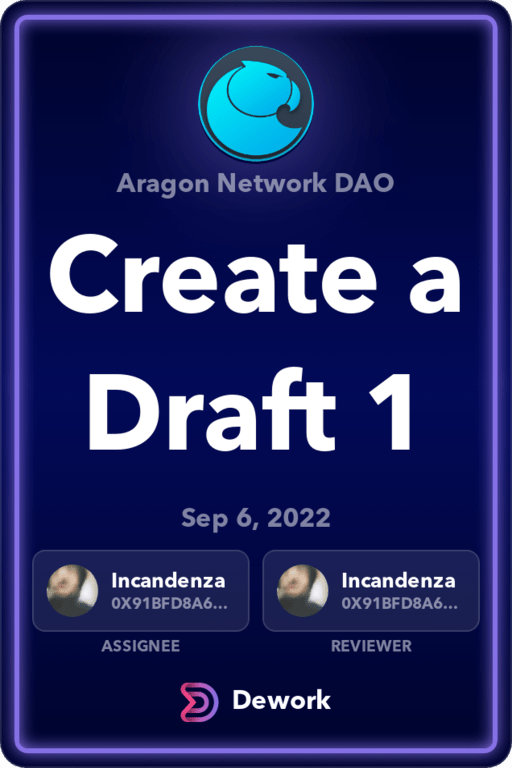 Aragon Network DAO
Create a
Draft 1
Sep 6, 2022
Incandenza
0X91BFD8A6...
ASSIGNEE
Incandenza
0X91BFD8A6...
REVIEWER
Dework